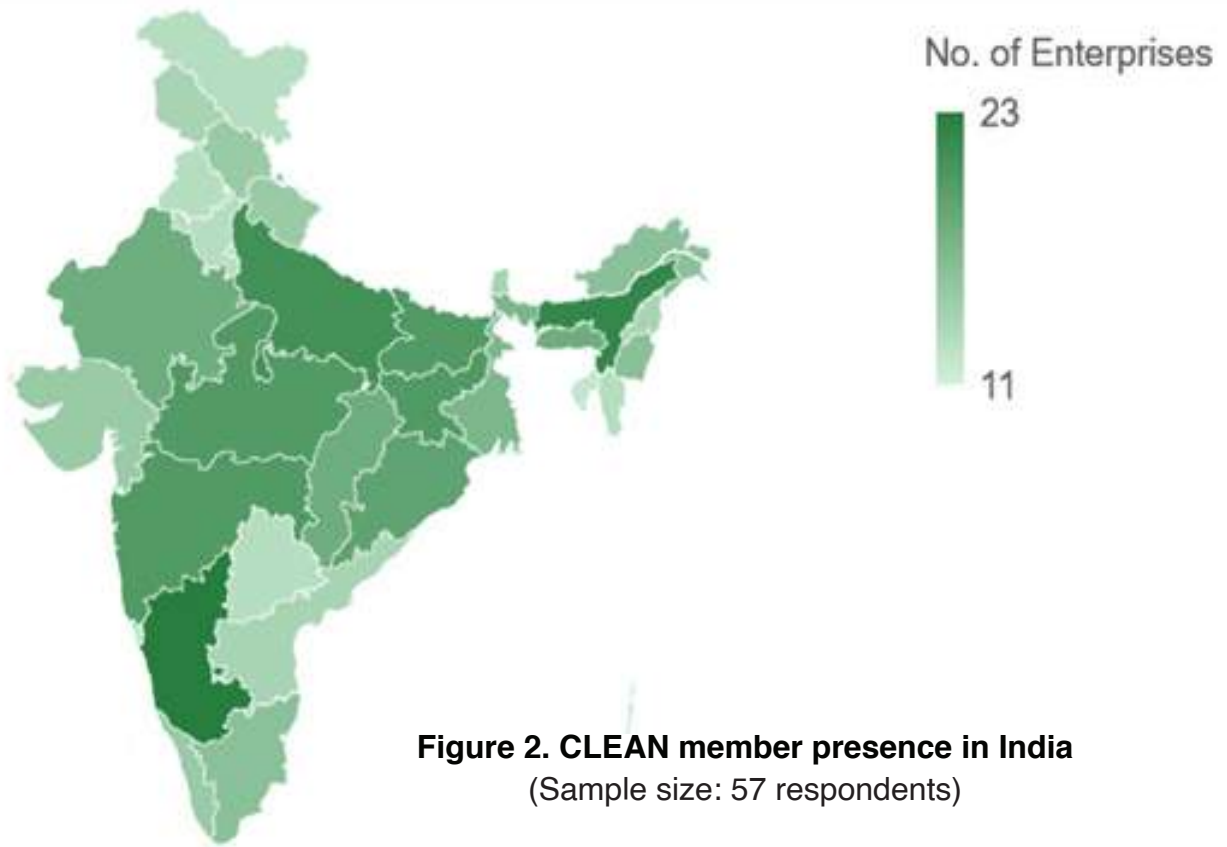 No. of Enterprises
23
11
Figure 2. CLEAN member presence in India
(Sample size: 57 respondents)